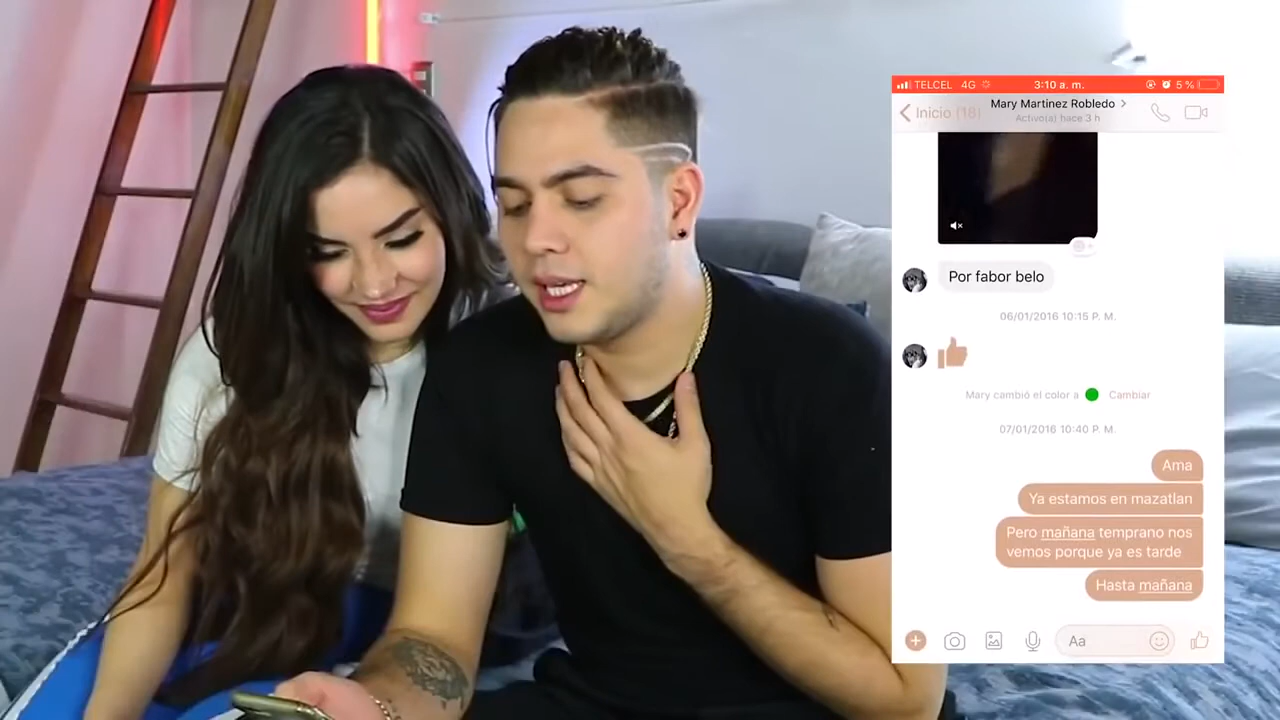 TELCEL 4G 3:10 a. m. 5 %
Inicio (18)
Mary Martinez Robledo
Activo(a) hace 3 h
Por fabor belo
06/01/2016 10:15 P. M.
Mary cambió el color a Cambiar
07/01/2016 10:40 P. M.
Ama
Ya estamos en mazatlan
Pero mañana temprano nos
vemos porque ya es tarde
Hasta mañana
Aa